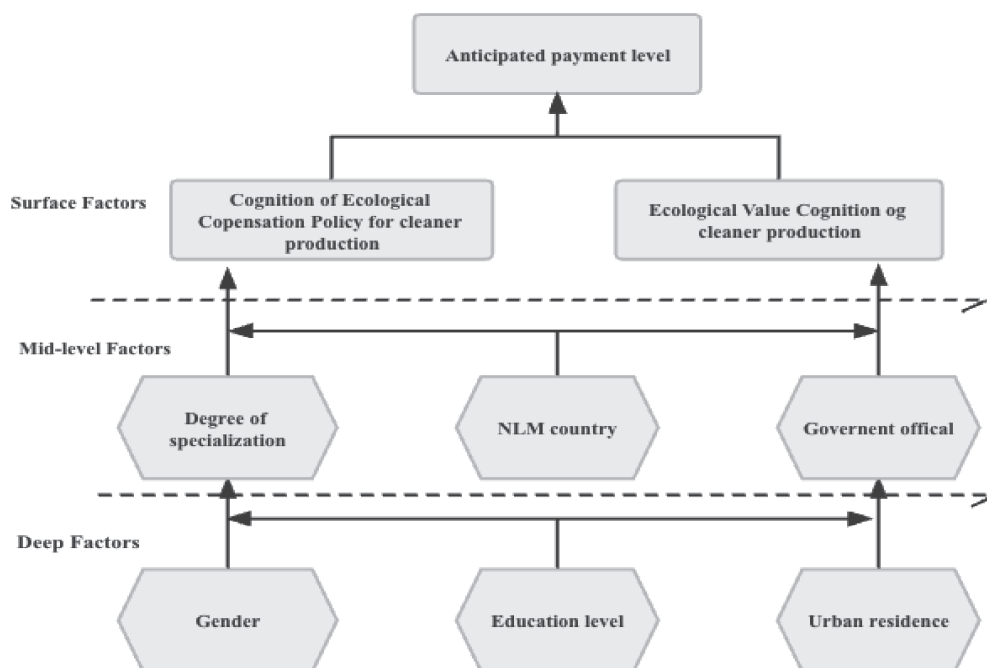 Anticipated payment level
Surface Factors
Cognition of Ecological
Copensation Policy for cleaner
production
Ecological Value Cognition og
cleaner production
Mid-level Factors
Degree of
specialization
NLM country
Governent offical
Deep Factors
Gender
Education level
Urban residence